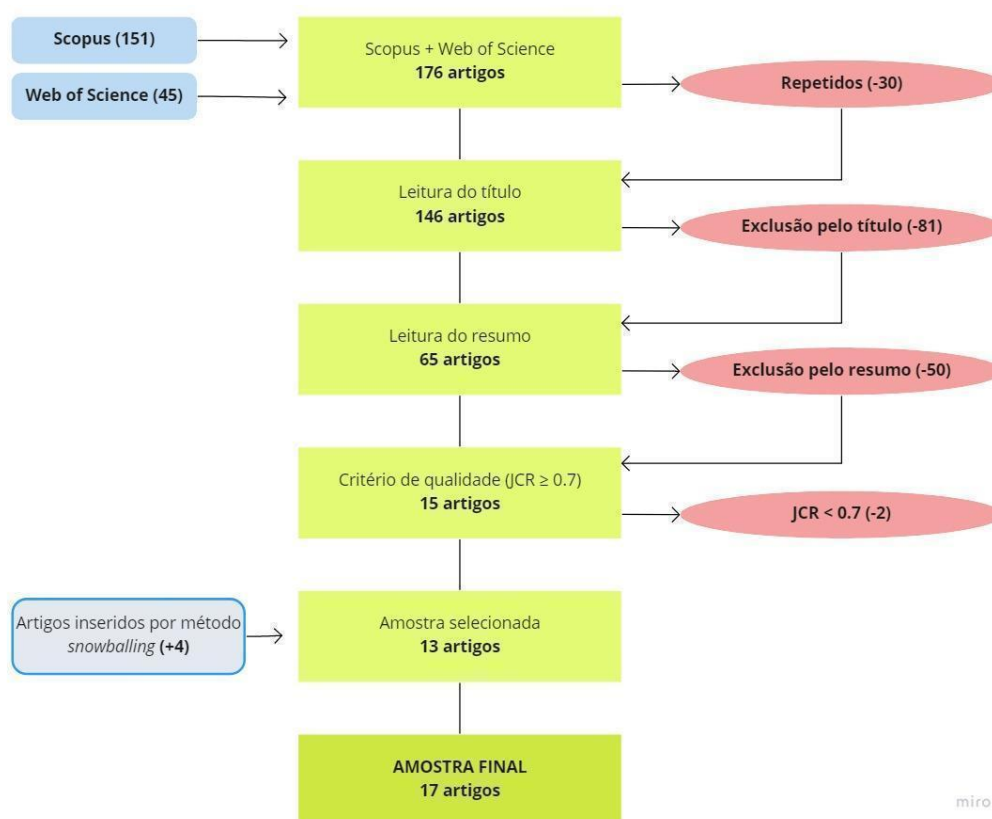 Scopus (151)
Web of Science (45)
Scopus + Web of Science
176 artigos
Repetidos (-30)
Leitura do título
146 artigos
Exclusão pelo título (-81)
Leitura do resumo
65 artigos
Exclusão pelo resumo (-50)
Critério de qualidade (JCR ≥ 0.7)
15 artigos
JCR < 0.7 (-2)
Artigos inseridos por método
snowballing (+4)
Amostra selecionada
13 artigos
AMOSTRA FINAL
17 artigos
miro